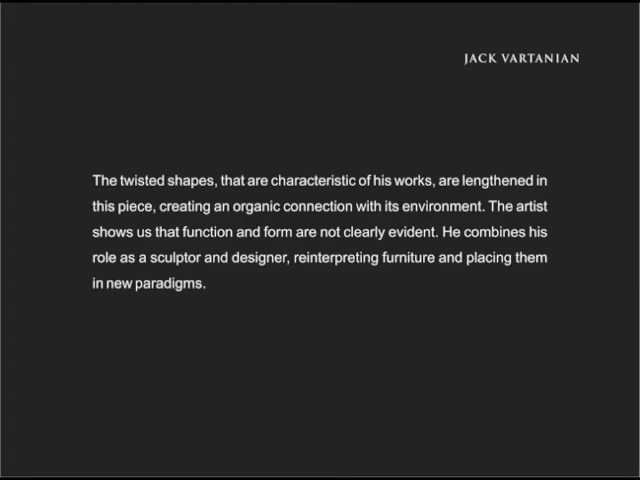 JACK VARTANIAN
The twisted shapes, that are characteristic of his works, are lengthened in
this piece, creating an organic connection with its environment. The artist
shows us that function and form are not clearly evident. He combines his
role as a sculptor and designer, reinterpreting furniture and placing them
in new paradigms.